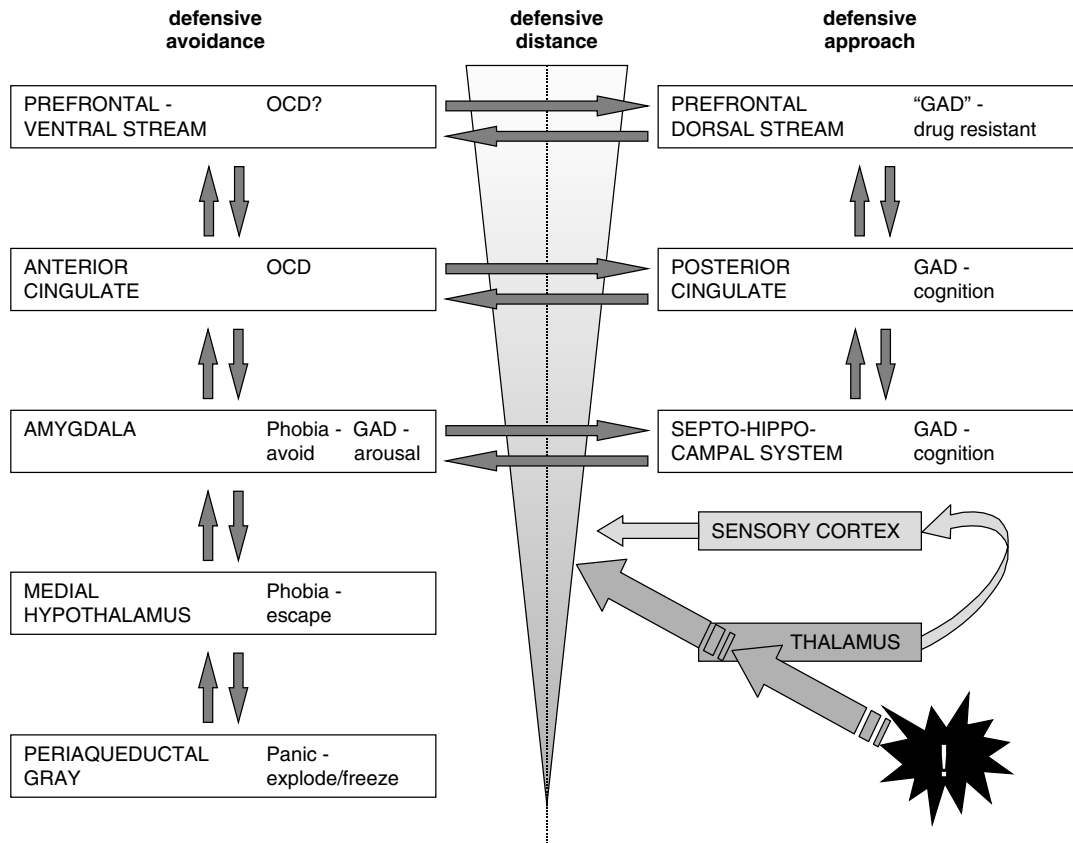 defensive
avoidance
defensive
distance
defensive
approach
PREFRONTAL -
VENTRAL STREAM
OCD?
PREFRONTAL
DORSAL STREAM
“GAD” -
drug resistant
ANTERIOR
CINGULATE
OCD
POSTERIOR
CINGULATE
GAD -
cognition
AMYGDALA
Phobia -
avoid
GAD -
arousal
SEPTO-HIPPO-
CAMPAL SYSTEM
GAD -
cognition
SENSORY CORTEX
MEDIAL
HYPOTHALAMUS
Phobia -
escape
THALAMUS
PERIAQUEDUCTAL
GRAY
Panic -
explode/freeze
!